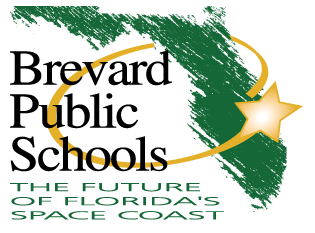 Brevard
Public
Schools
THE FUTURE
OF FLORIDA'S
SPACE COAST